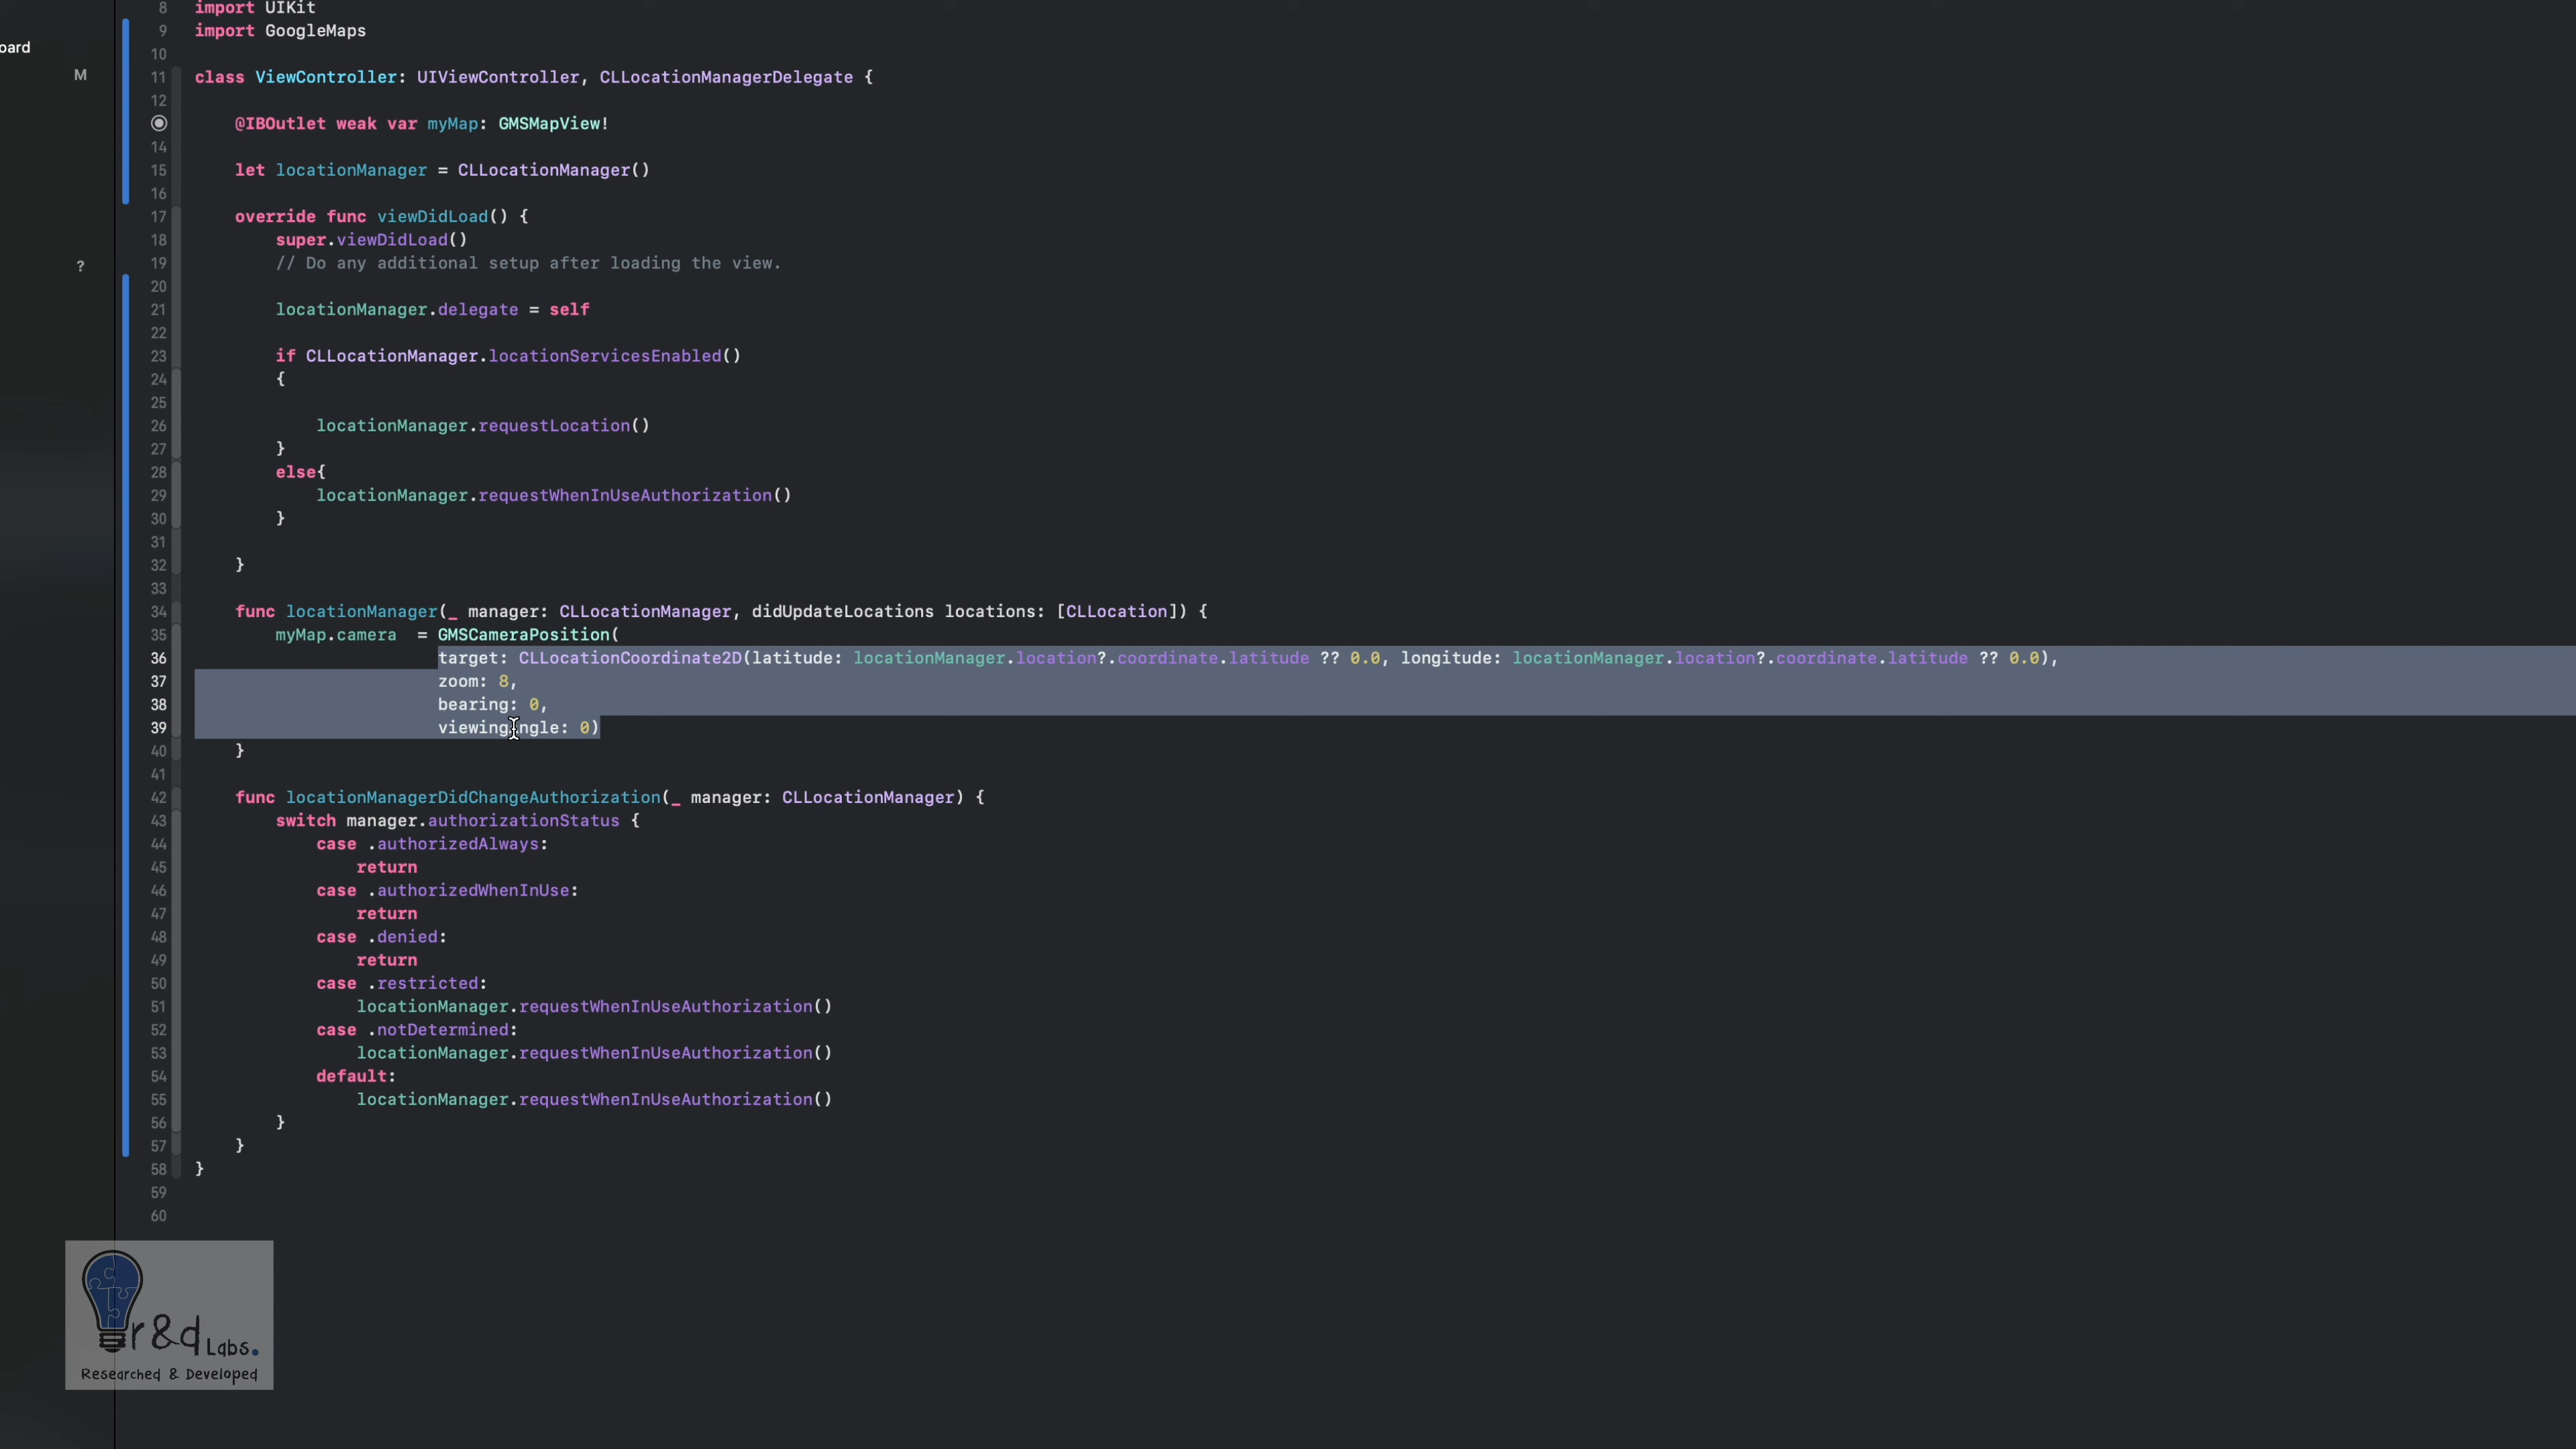 oard
M
?
8 import UIKit
9 import GoogleMaps
10
11 class ViewController: UIViewController, CLLocationManagerDelegate {
12
@IBOutlet weak var myMap: GMSMapView!
14
15 let locationManager = CLLocationManager()
16
17 override func viewDidLoad() {
18 super.viewDidLoad()
19 // Do any additional setup after loading the view.
20
21 locationManager.delegate = self
22
23 if CLLocationManager.locationServicesEnabled()
24 {
25
26 locationManager.requestLocation()
27 }
28 else{
29 locationManager.requestWhenInUseAuthorization()
30 }
31
32 }
33
34 func locationManager(_ manager: CLLocationManager, didUpdateLocations locations: [CLLocation]) {
35 myMap.camera  = GMSCameraPosition(
36 target: CLLocationCoordinate2D(latitude: locationManager.location?.coordinate.latitude ?? 0.0, longitude: locationManager.location?.coordinate.latitude ?? 0.0),
37 zoom: 8,
38 bearing: 0,
39 viewingAngle: 0)
40 }
41
42 func locationManagerDidChangeAuthorization(_ manager: CLLocationManager) {
43 switch manager.authorizationStatus {
44 case .authorizedAlways:
45 return
46 case .authorizedWhenInUse:
47 return
48 case .denied:
49 return
50 case .restricted:
51 locationManager.requestWhenInUseAuthorization()
52 case .notDetermined:
53 locationManager.requestWhenInUseAuthorization()
54 default:
55 locationManager.requestWhenInUseAuthorization()
56 }
57 }
58 }
59
60
r&d Labs.
Researched & Developed